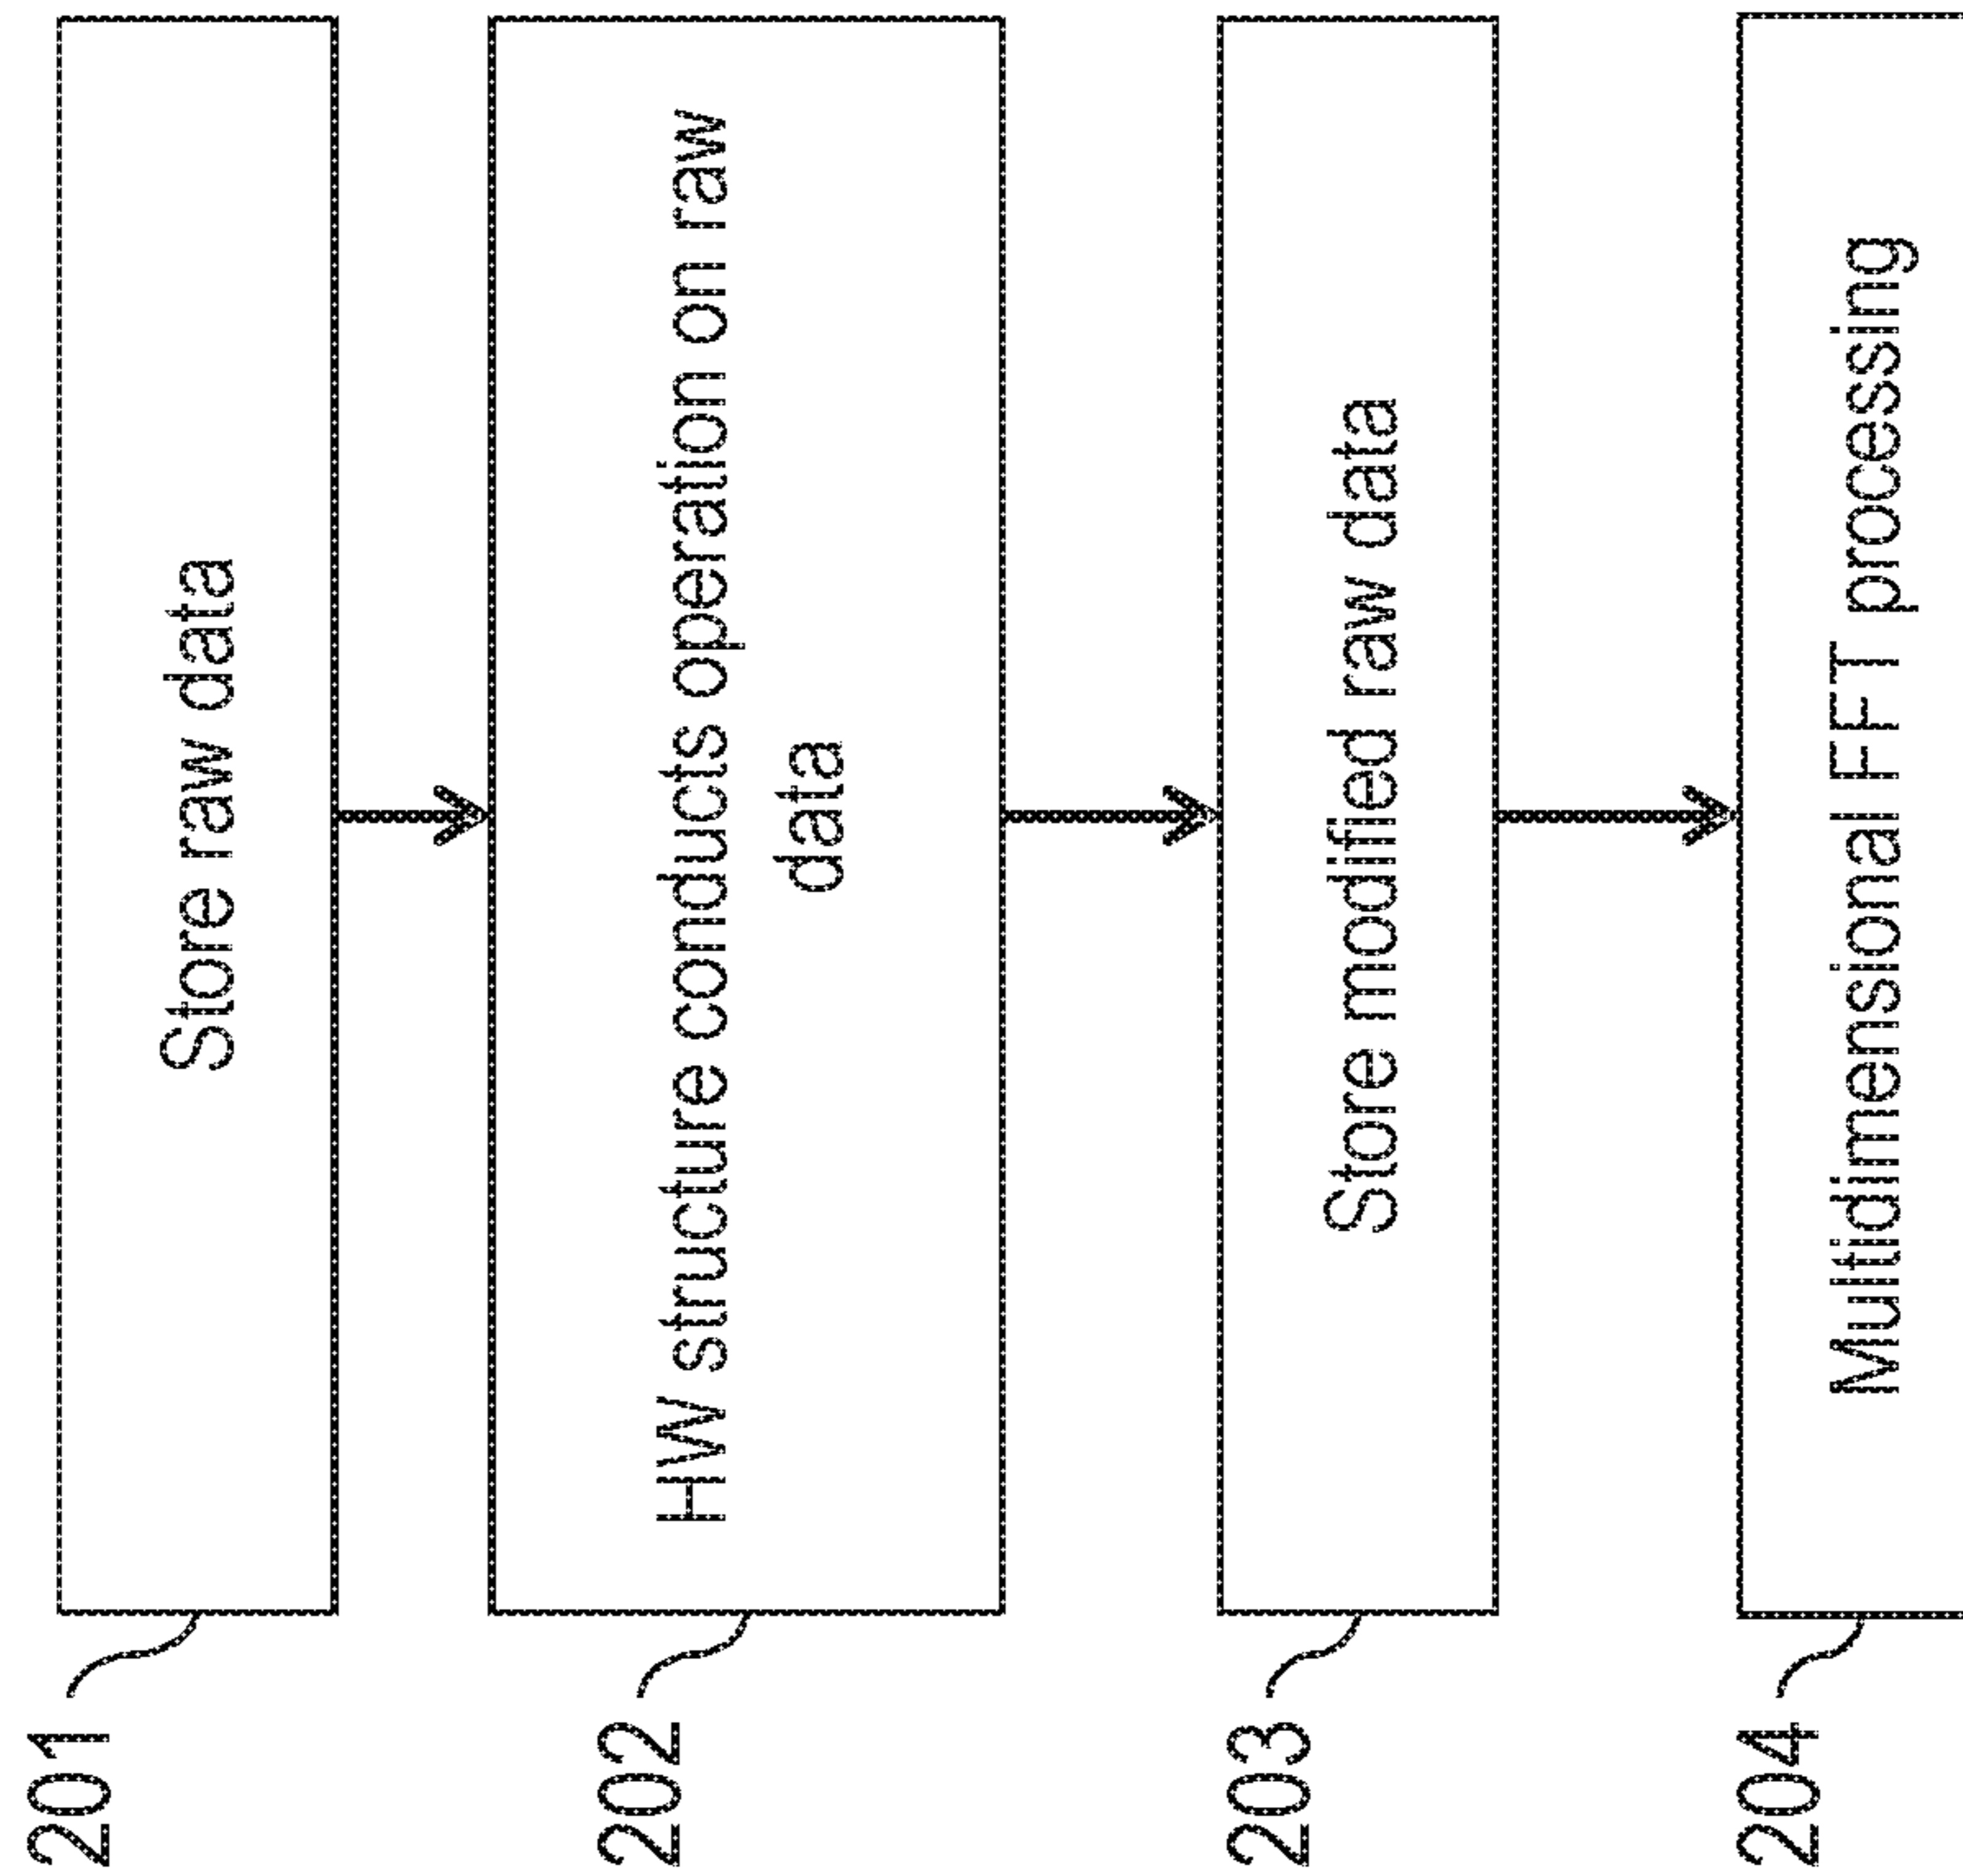 201
Store raw data
202
HW structure conducts operation on raw
data
203
Store modified raw data
204
Multidimensional FFT processing